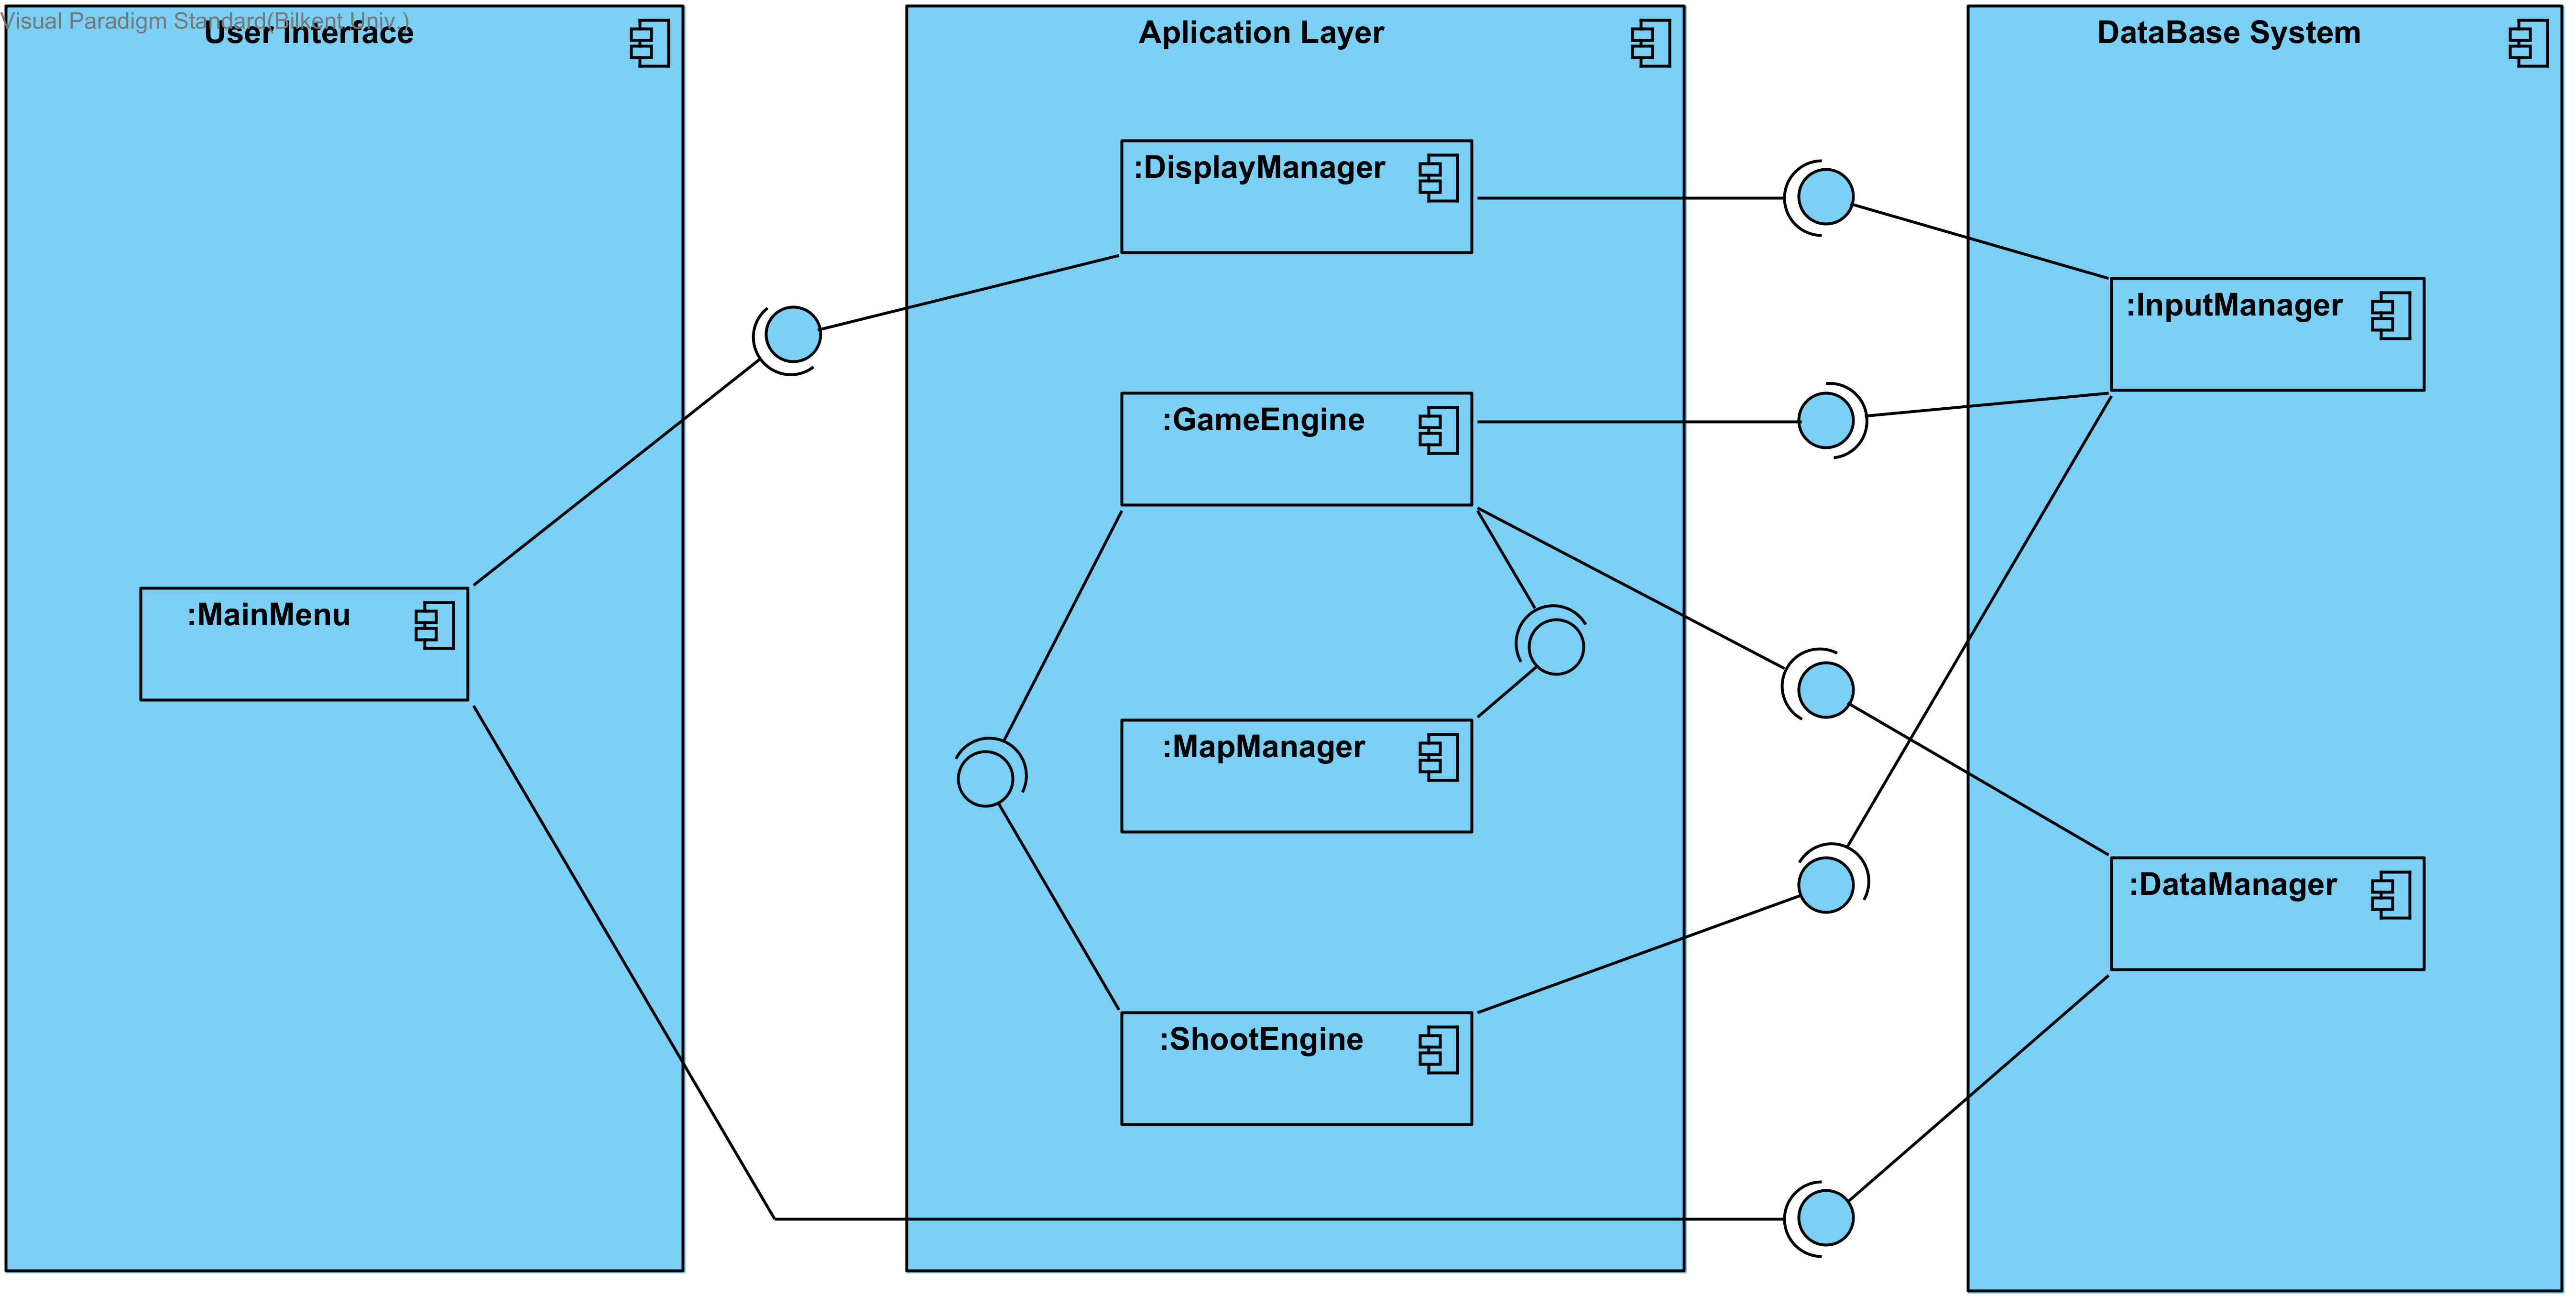 Visual Paradigm Standard(Bilkent Univ.)
User Interface
:MainMenu
Aplication Layer
:DisplayManager
:GameEngine
:MapManager
:ShootEngine
DataBase System
:InputManager
:DataManager